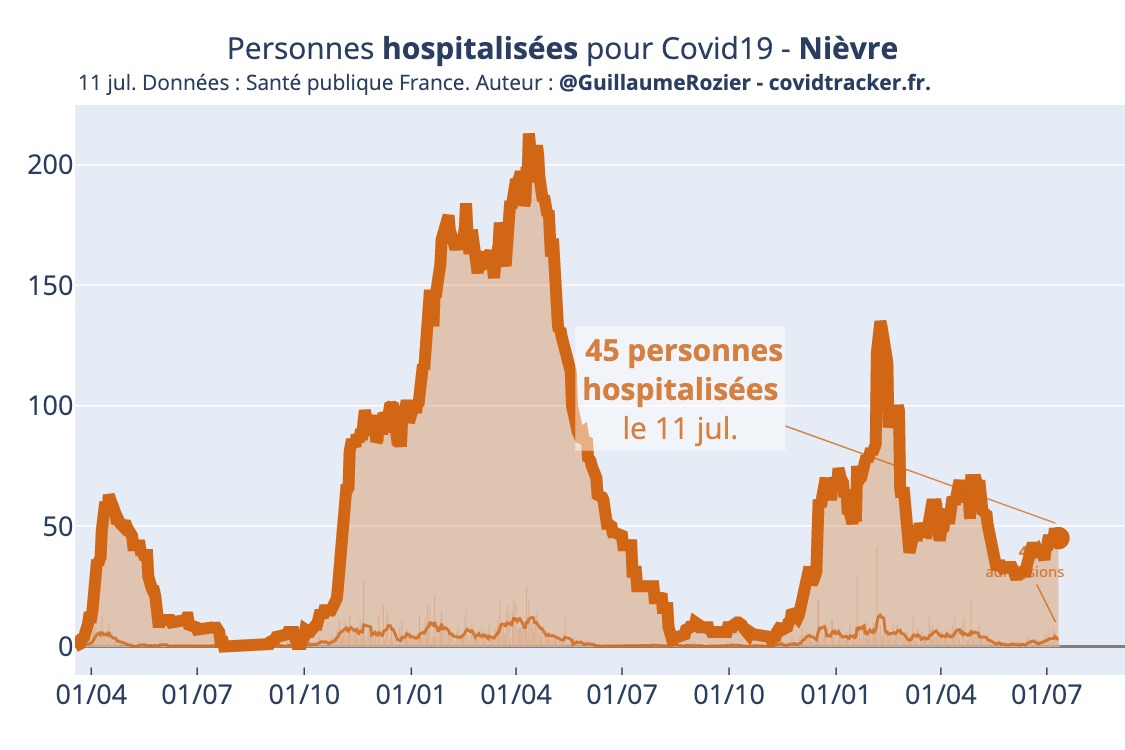 Personnes hospitalisées pour Covid19 - Nièvre
11 jul. Données : Santé publique France. Auteur : @GuillaumeRozier - covidtracker.fr.
200
150
100
50
0
45 personnes
hospitalisées
le 11 jul.
01/04 01/07 01/10 01/01 01/04 01/07 01/10 01/01 01/04 01/07